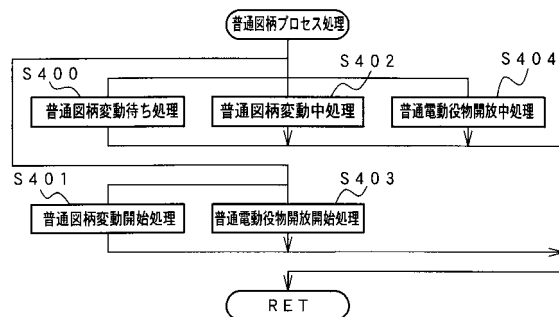 普通図柄プロセス処理
S400
S402
S404
普通図柄変動待ち処理
普通図柄変動中処理
普通電動役物開放中処理
S401
S403
普通図柄変動開始処理
普通電動役物開放開始処理
RET